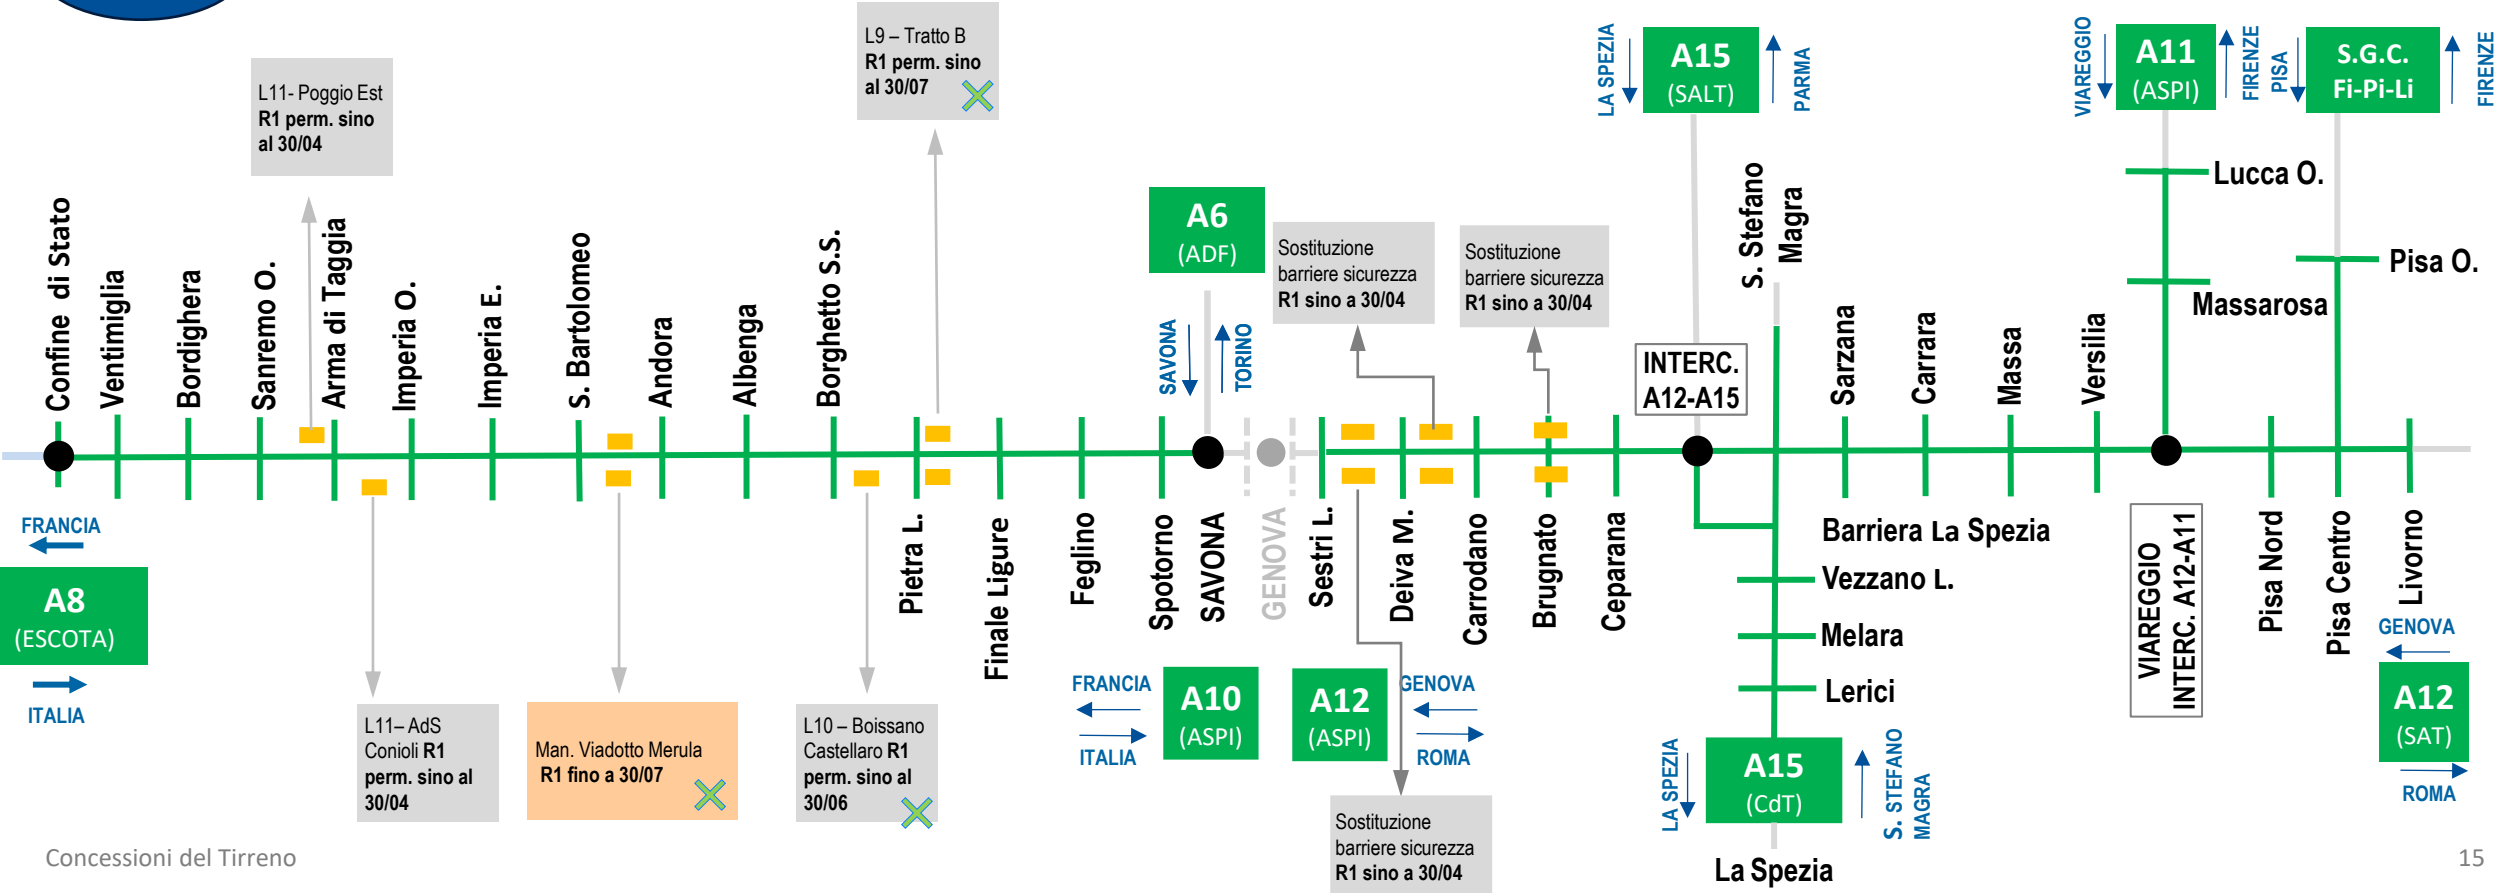 L11- Poggio Est
R1 perm. sino
al 30/04
L9 – Tratto B
R1 perm. sino
al 30/07
A6
(ADF)
SAVONA
TORINO
Sostituzione
barriere sicurezza
R1 sino a 30/04
Sostituzione
barriere sicurezza
R1 sino a 30/04
LA SPEZIA
A15
(SALT)
PARMA
VIAREGGIO
A11
(ASPI)
FIRENZE
PISA
S.G.C.
Fi-Pi-Li
FIRENZE
Lucca O.
Massarosa
Pisa O.
INTERC.
A12-A15
Confine di Stato
Ventimiglia
Bordighera
Sanremo O.
Arma di Taggia
Imperia O.
Imperia E.
S. Bartolomeo
Andora
Albenga
Borghetto S.S.
S. Stefano
Magra
Sarzana
Carrara
Massa
Versilia
Pietra L.
Finale Ligure
Feglino
Spotorno
SAVONA
GENOVA
Sestri L.
Deiva M.
Carrodano
Brugnato
Ceparana
Barriera La Spezia
Vezzano L.
Melara
Lerici
VIAREGGIO
INTERC. A12-A11
Pisa Nord
Pisa Centro
Livorno
FRANCIA
A8
(ESCOTA)
ITALIA
L11– AdS
Conioli R1
perm. sino al
30/04
Man. Viadotto Merula
R1 fino a 30/07
L10 – Boissano
Castellaro R1
perm. sino al
30/06
FRANCIA
ITALIA
A10
(ASPI)
A12
(ASPI)
GENOVA
ROMA
Sostituzione
barriere sicurezza
R1 sino a 30/04
LA SPEZIA
A15
(CdT)
S. STEFANO
MAGRA
La Spezia
GENOVA
A12
(SAT)
ROMA
Concessioni del Tirreno
15